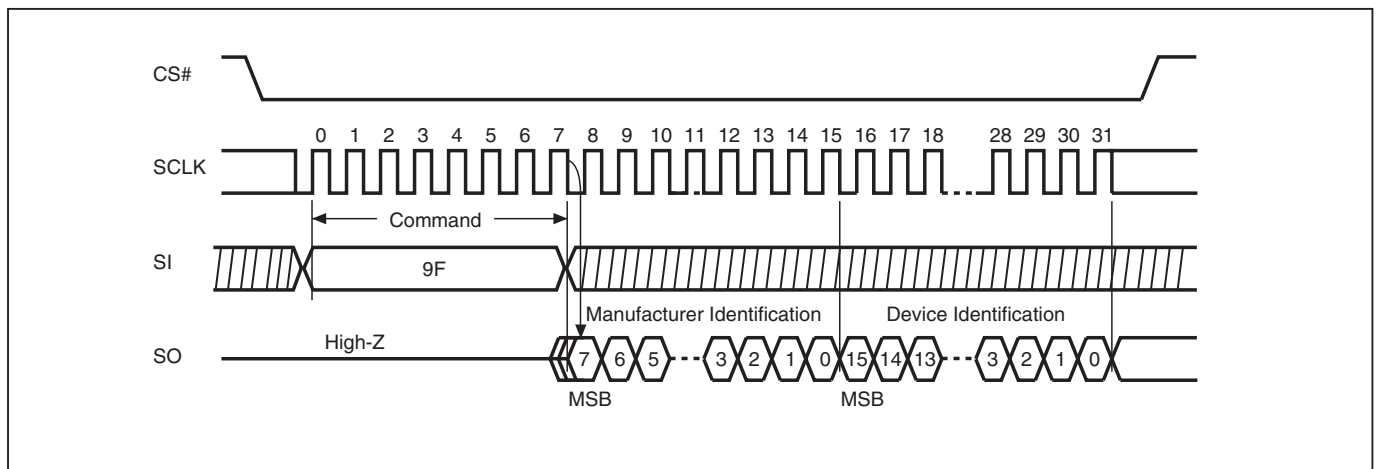 CS#
0 1 2 3 4 5 6 7 8 9 10 11 12 13 14 15 16 17 18 28 29 30 31
SCLK
Command
SI
9F
Manufacturer Identification Device Identification
High-Z
SO
7 6 5 3 2 1 0 15 14 13 3 2 1 0
MSB MSB